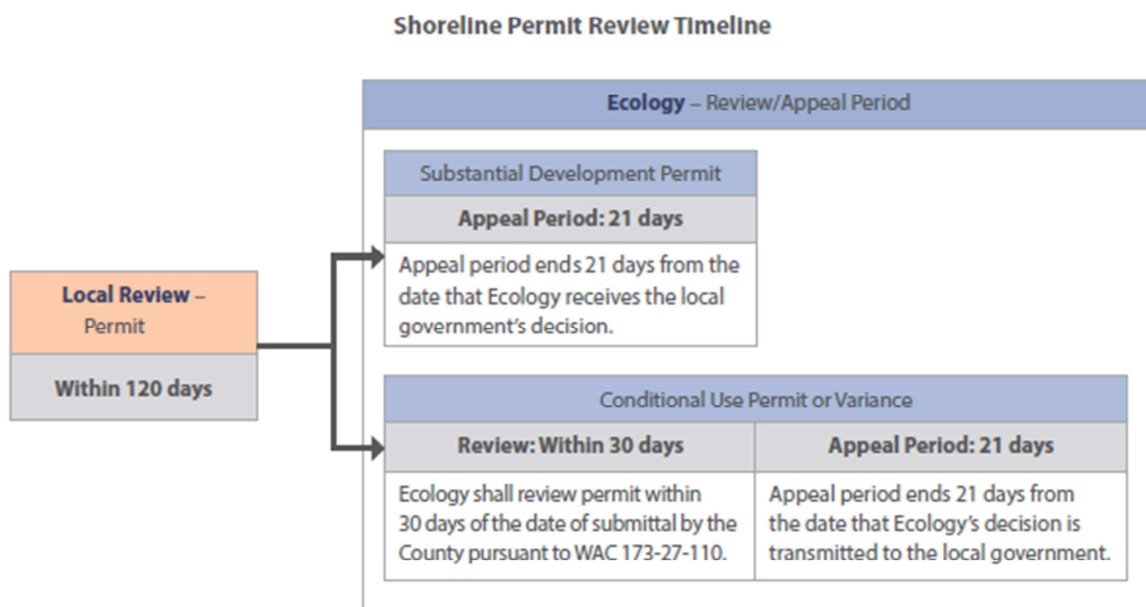 Shoreline Permit Review Timeline
Ecology – Review/Appeal Period
Substantial Development Permit
Appeal Period: 21 days
Appeal period ends 21 days from the
date that Ecology receives the local
government's decision.
Local Review –
Permit
Within 120 days
Conditional Use Permit or Variance
Review: Within 30 days
Ecology shall review permit within
30 days of the date of submittal by the
County pursuant to WAC 173-27-110.
Appeal Period: 21 days
Appeal period ends 21 days from
the date that Ecology's decision is
transmitted to the local government.